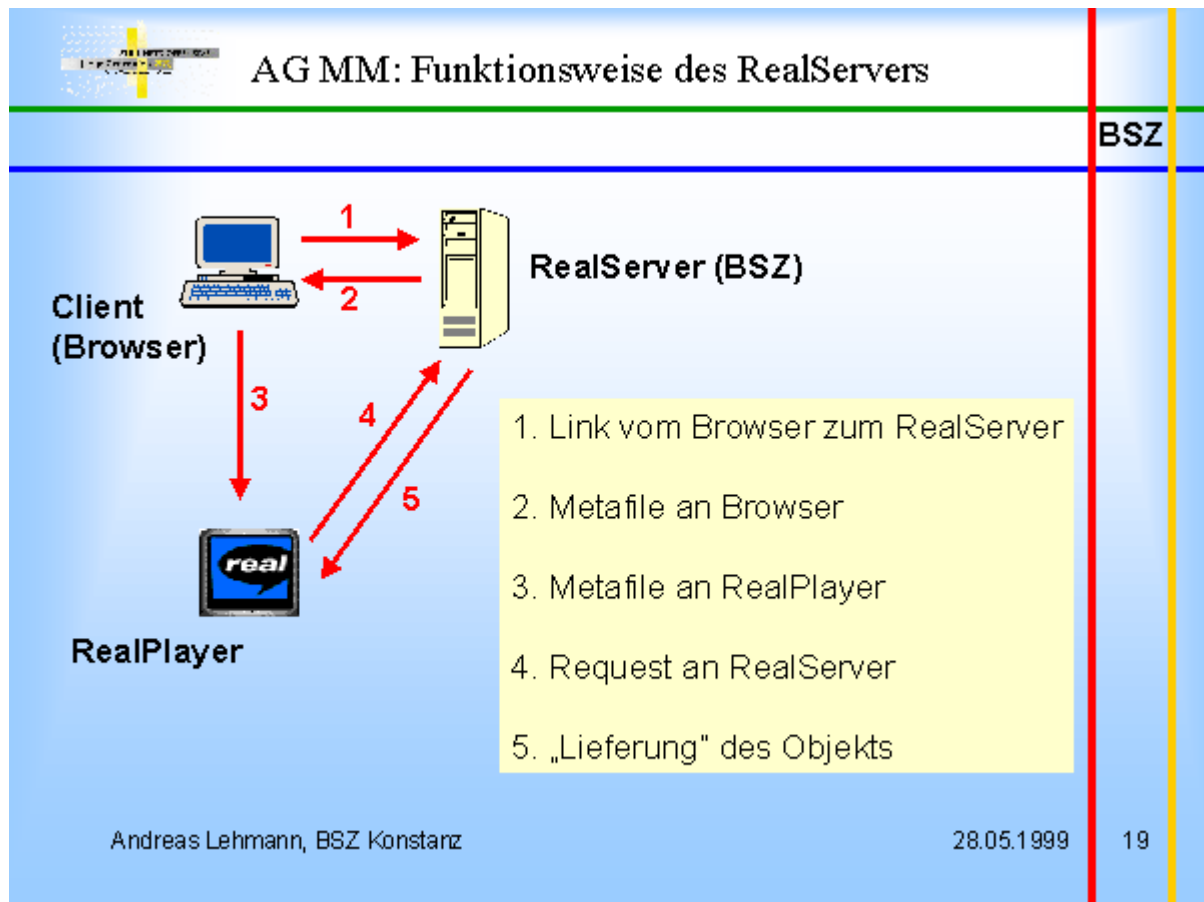 AG MM: Funktionsweise des RealServers
BSZ
1
2
RealServer (BSZ)
Client
(Browser)
3
4
5
real
RealPlayer
1. Link vom Browser zum RealServer
2. Metafile an Browser
3. Metafile an RealPlayer
4. Request an RealServer
5. „Lieferung“ des Objekts
Andreas Lehmann, BSZ Konstanz
28.05.1999
19